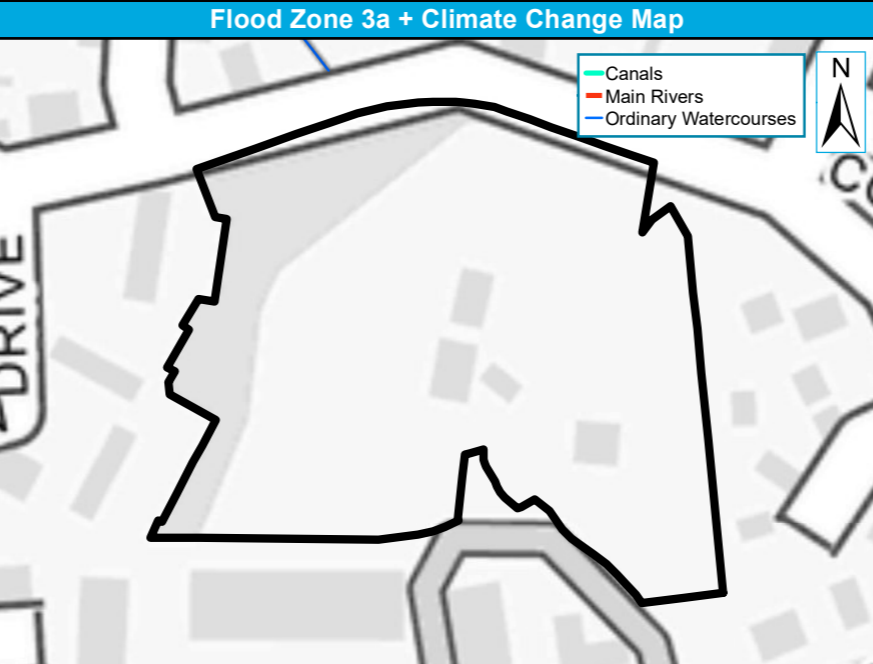 Flood Zone 3a + Climate Change Map
Canals
Main Rivers
Ordinary Watercourses
N
DRIVE